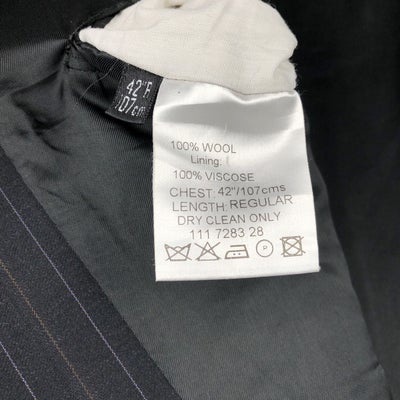 42" R
107cm
100% WOOL
Lining:
100% VISCOSE
CHEST: 42"/107cms
LENGTH: REGULAR
DRY CLEAN ONLY
111 7283 28